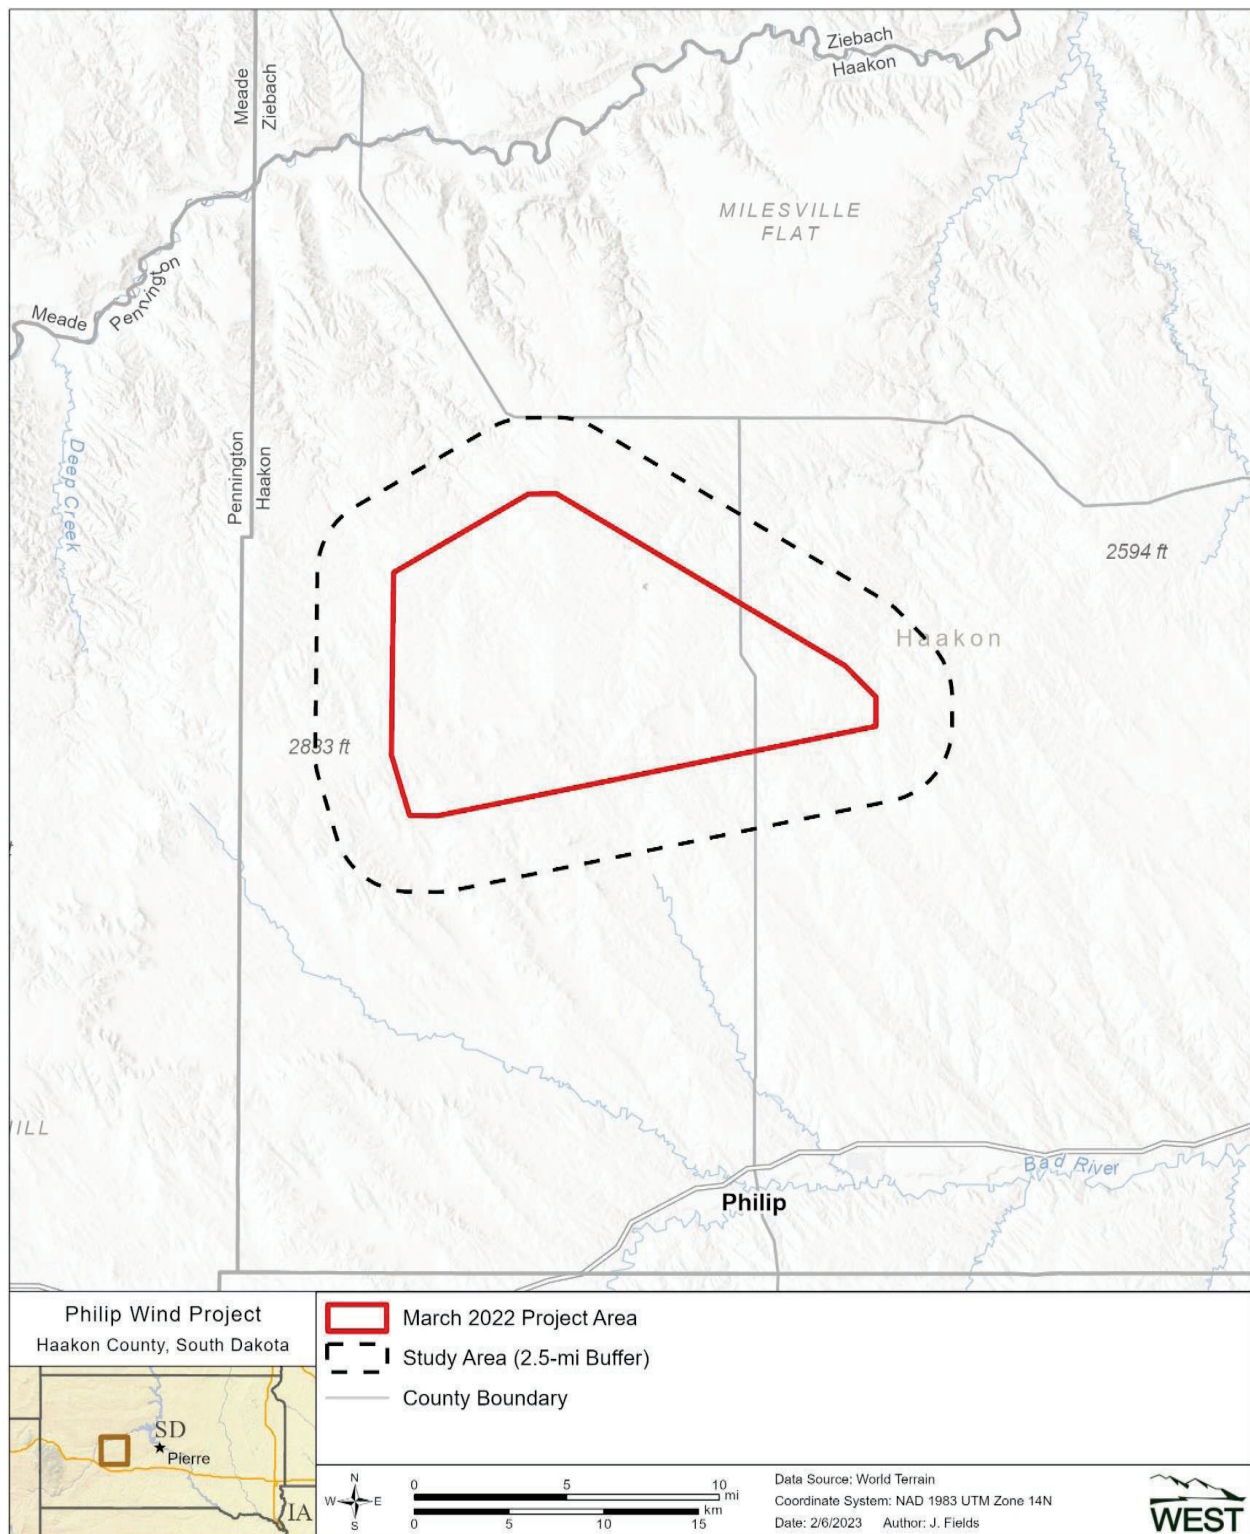 Ziebach
Haakon
Meade
Ziebach
MILESVILLE
FLAT
Meade
Pennington
Deep Creek
Pennington
Haakon
2594 ft
Haakon
2883 ft
ILL
Bad River
Philip
Philip Wind Project
Haakon County, South Dakota
SD
Pierre
IA
March 2022 Project Area
Study Area (2.5-mi Buffer)
County Boundary
N
W E
S
0 5 10
mi
km
0 5 10 15
Data Source: World Terrain
Coordinate System: NAD 1983 UTM Zone 14N
Date: 2/6/2023 Author: J. Fields
WEST